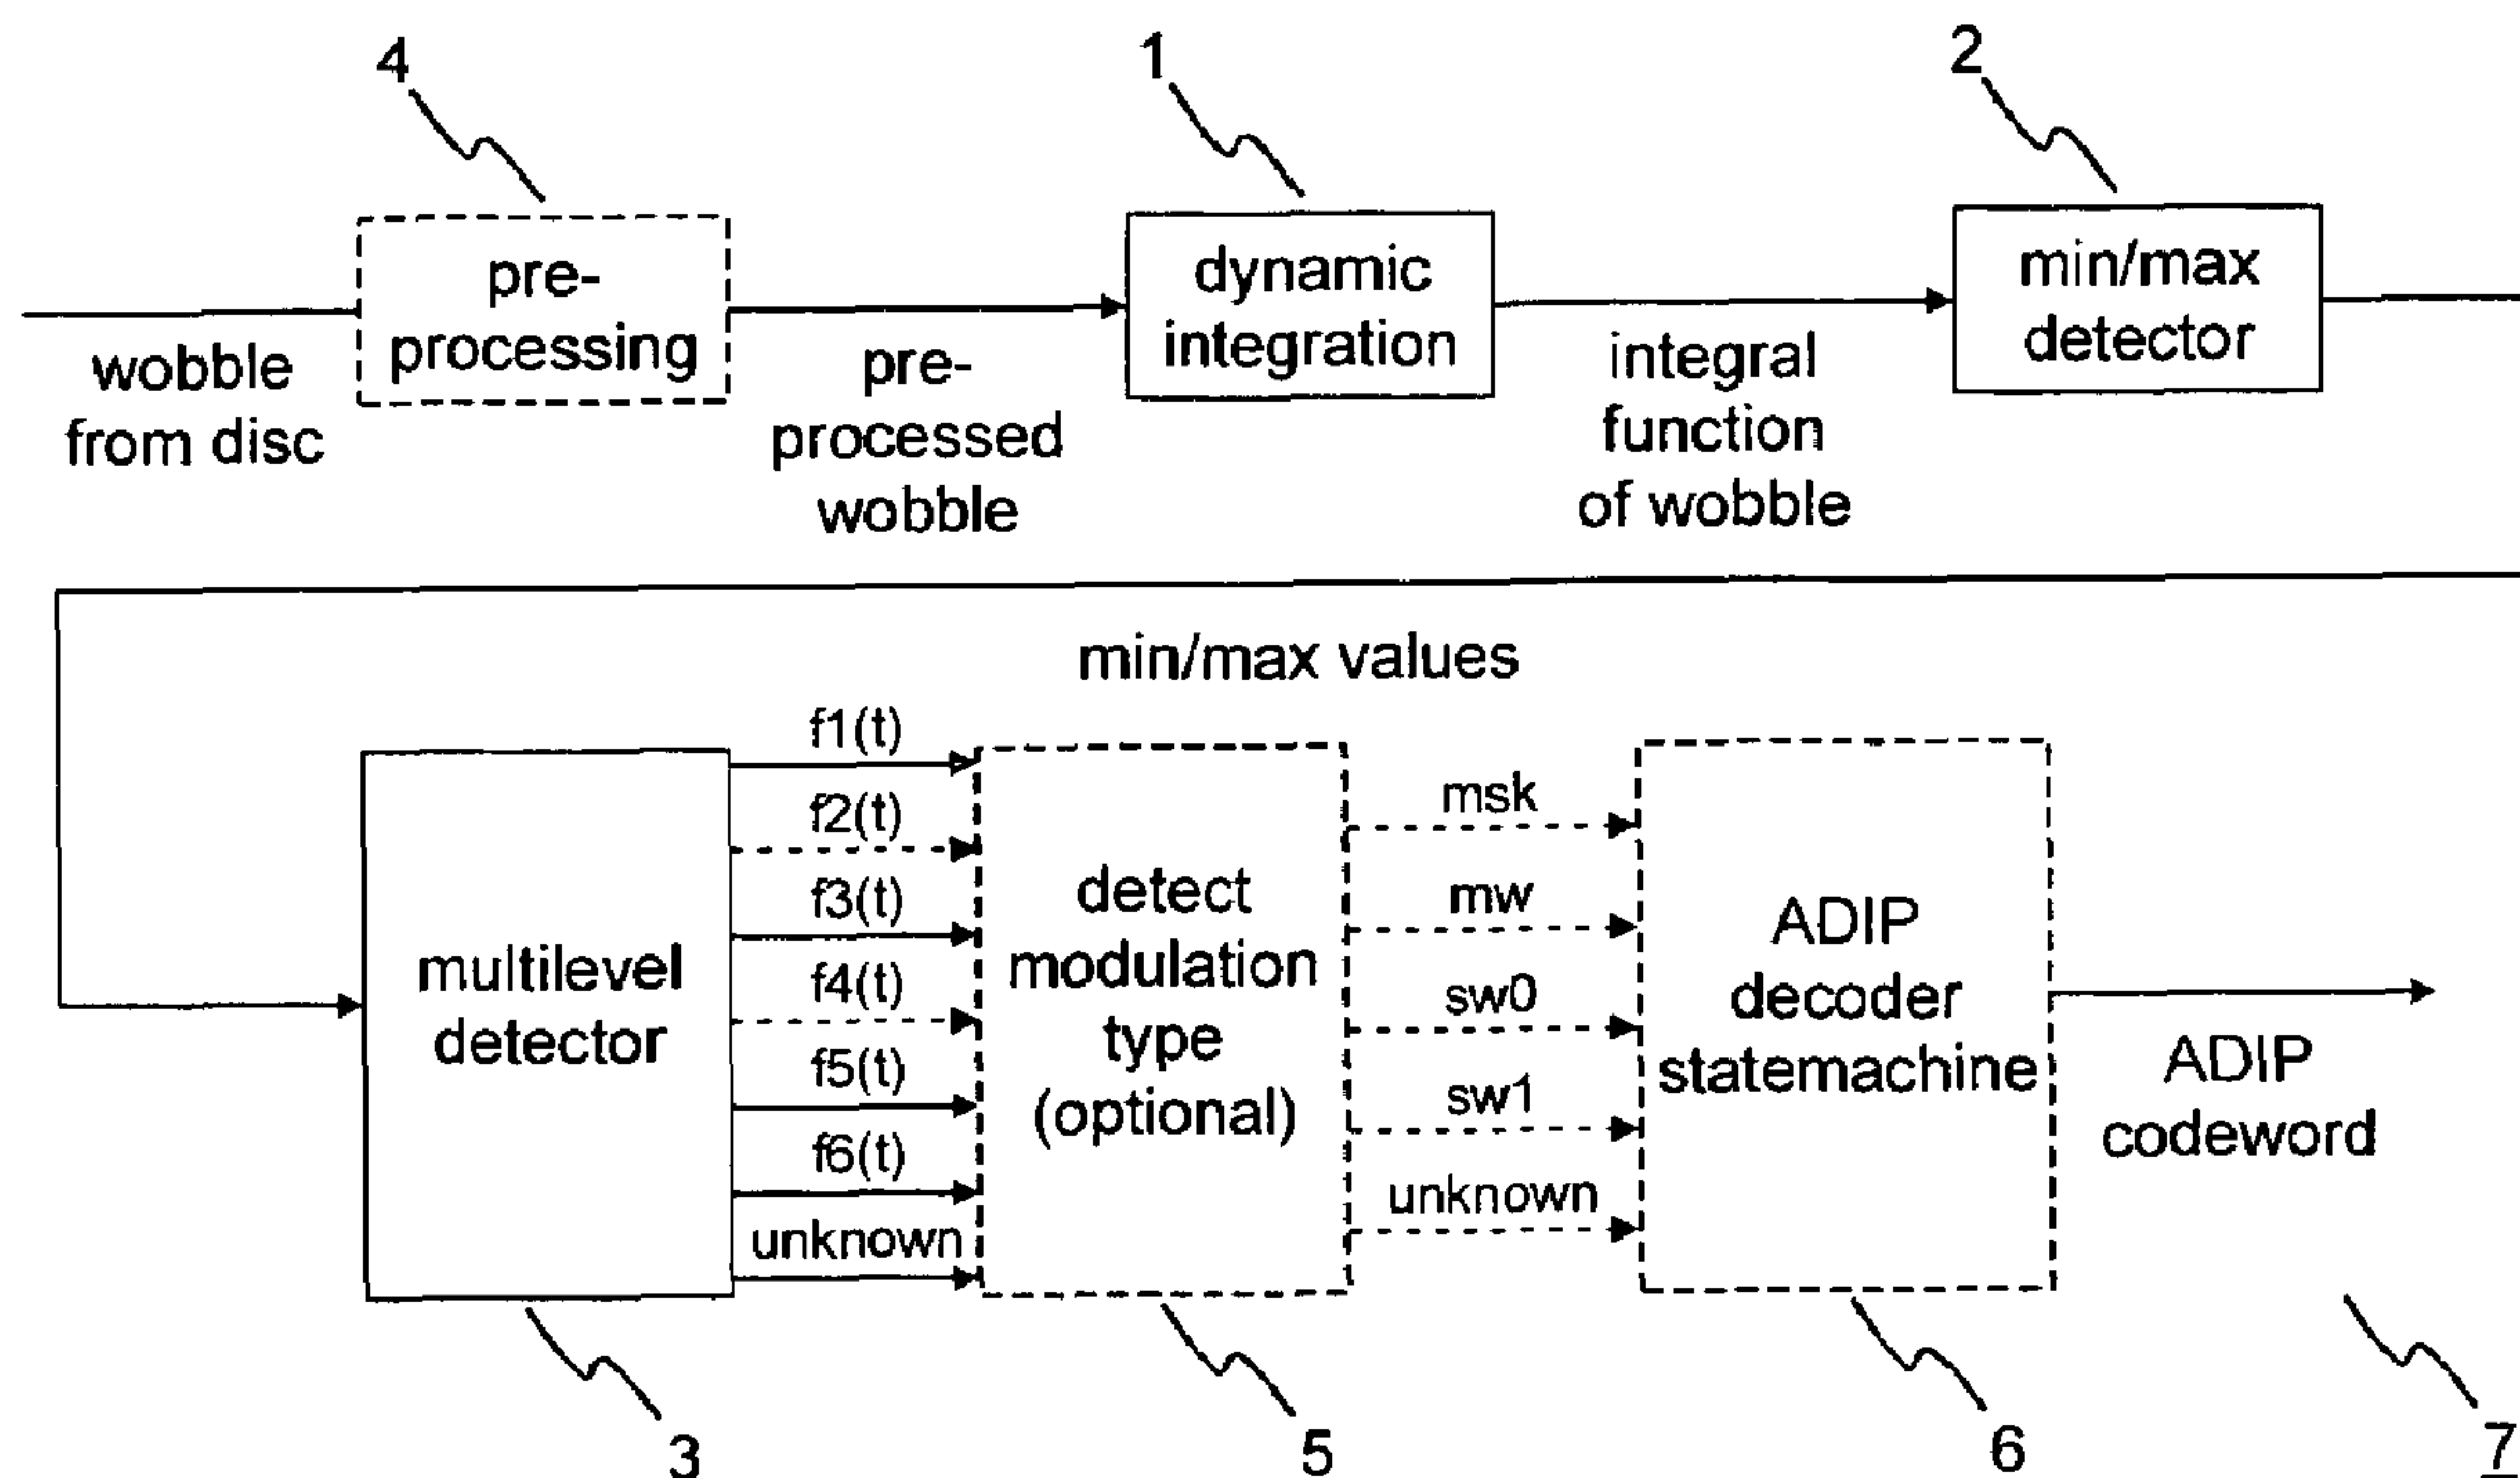 4
1
2
pre-
processing
dynamic
integration
min/max
detector
wobble
from disc
pre-
processed
wobble
integral
function
of wobble
min/max values
multilevel
detector
f1(t)
f2(t)
f3(t)
f4(t)
f5(t)
f6(t)
unknown
detect
modulation
type
(optional)
msk
mw
sw0
sw1
unknown
ADIP
decoder
statemachine
ADIP
codeword
3
5
6
7